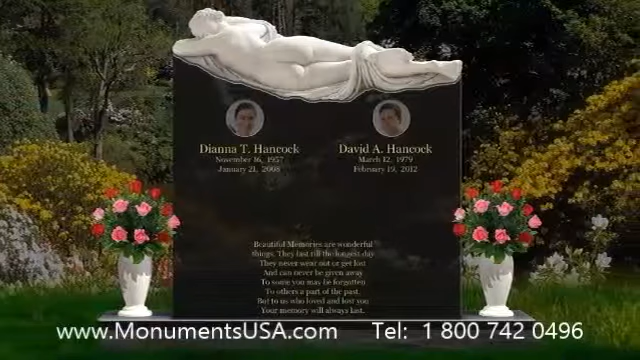 Dianna T. Hancock
November 16, 1957
January 21, 2008
David A. Hancock
March 12, 1979
February 19, 2012
Beautiful Memories are wonderful
things. They last till the longest day
They never wear out or get lost
And can never be given away
To some you may be forgotten
To others a part of the past.
But to us who loved and lost you
Your memory will always last.
www.MonumentsUSA.com Tel: 1 800 742 0496